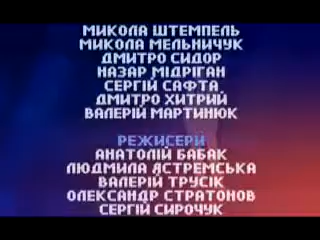 МИКОЛА ШТЕМПЕЛЬ
МИКОЛА МЕЛЬНИЧУК
ДМИТРО СИДОР
НАЗАР МІДРІГАН
СЕРГІЙ САФТА
ДМИТРО ХИТРИЙ
ВАЛЕРІЙ МАРТИНЮК
РЕЖИСЕРИ
АНАТОЛІЙ БАБАК
ЛЮДМИЛА ЯСТРЕМСЬКА
ВАЛЕРІЙ ТРУСІК
ОЛЕКСАНДР СТРАТОНОВ
СЕРГІЙ СИРОЧУК